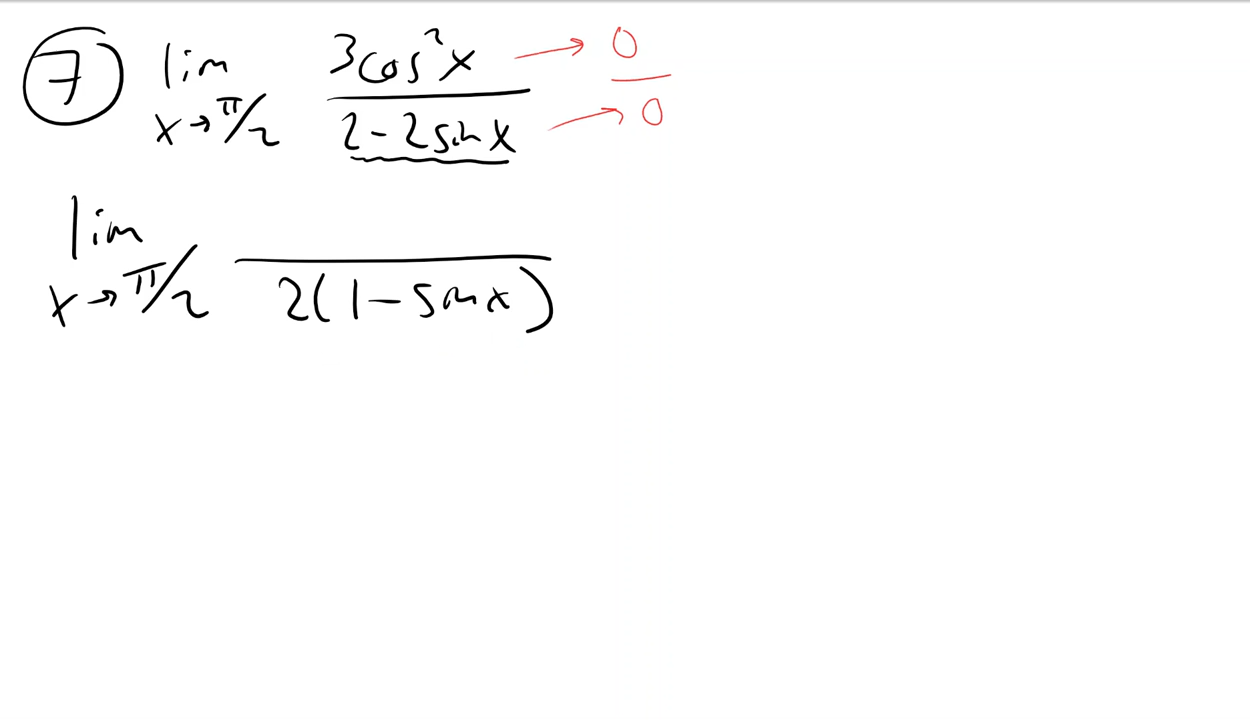 7 lim x→π/2 3cos²x / 2-2sinx → 0 / → 0
lim x→π/2 / 2(1-sinx)